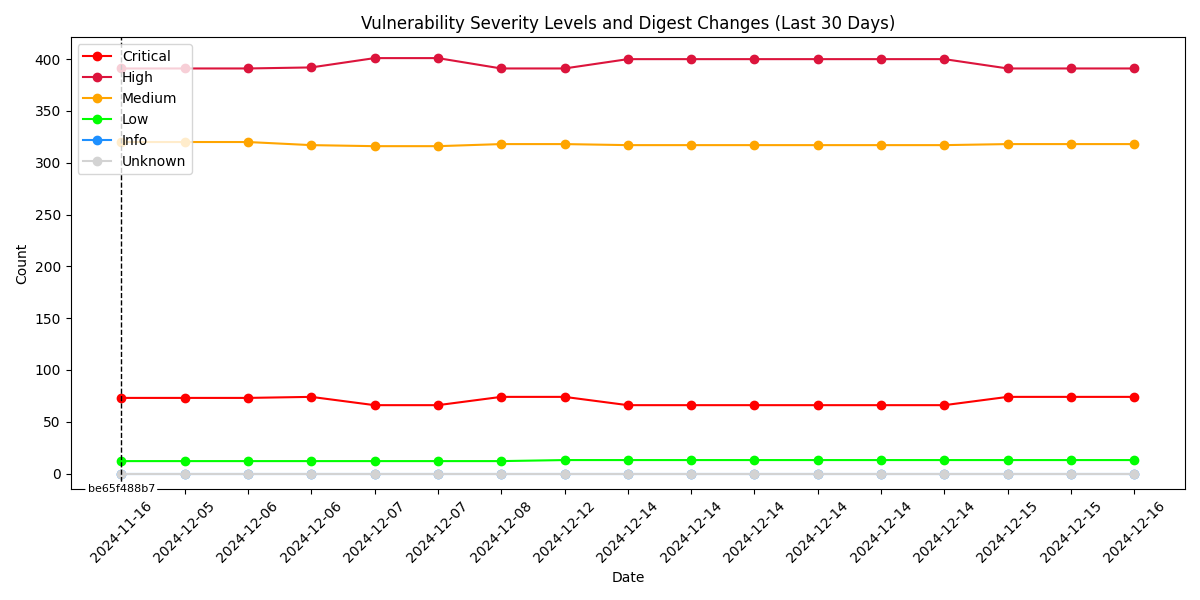 Vulnerability Severity Levels and Digest Changes (Last 30 Days)
Critical
High
Medium
Low
Info
Unknown
Count
400
350
300
250
200
150
100
50
0
be65f488b7
2024-11-16
2024-12-05
2024-12-06
2024-12-06
2024-12-07
2024-12-07
2024-12-08
2024-12-12
2024-12-14
2024-12-14
2024-12-14
2024-12-14
2024-12-14
2024-12-14
2024-12-15
2024-12-15
2024-12-16
Date